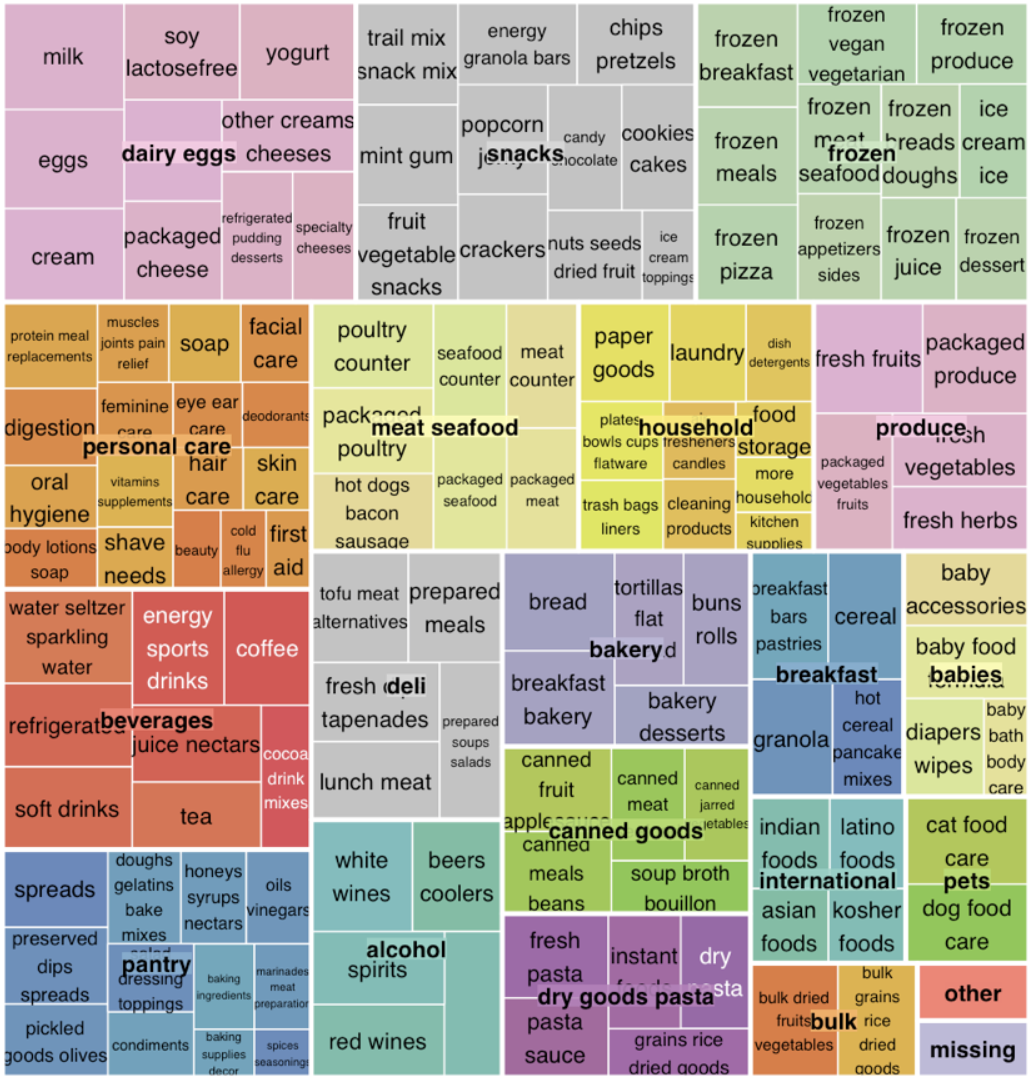 milk
soy
lactosefree
yogurt
eggs
other creams
cheeses
dairy eggs
cream
packaged
cheese
refrigerated
pudding
desserts
specialty
cheeses
trail mix
snack mix
energy
granola bars
chips
pretzels
mint gum
popcorn
snacks
candy
chocolate
cookies
cakes
fruit
vegetable
snacks
crackers
nuts seeds
dried fruit
ice
cream
toppings
frozen
breakfast
frozen
vegan
vegetarian
frozen
produce
frozen
meals
frozen
meat
seafood
frozen
breads
doughs
ice
cream
ice
frozen
frozen
pizza
frozen
appetizers
sides
frozen
juice
frozen
dessert
protein meal
replacements
muscles
joints pain
relief
soap
facial
care
digestion
feminine
care
eye ear
care
deodorants
personal care
oral
hygiene
vitamins
supplements
hair
care
skin
care
body lotions
soap
shave
needs
beauty
cold
flu
allergy
first
aid
poultry
counter
seafood
counter
meat
counter
packaged
poultry
meat seafood
hot dogs
bacon
sausage
packaged
seafood
packaged
meat
paper
goods
laundry
dish
detergents
plates
bowls cups
flatware
household
fresheners
candles
food
storage
trash bags
liners
cleaning
products
more
household
kitchen
supplies
fresh fruits
packaged
produce
produce
packaged
vegetables
fruits
fresh
vegetables
fresh herbs
water seltzer
sparkling
water
energy
sports
drinks
coffee
refrigerated
beverages
juice nectars
cocoa
drink
mixes
soft drinks
tea
tofu meat
alternatives
prepared
meals
fresh
tapenades
deli
prepared
soups
salads
lunch meat
bread
tortillas
flat
buns
rolls
bakery
breakfast
bakery
bakery
desserts
breakfast
bars
pastries
cereal
breakfast
granola
hot
cereal
pancake
mixes
baby
accessories
baby food
formula
babies
diapers
wipes
baby
bath
body
care
canned
fruit
applesauce
canned
meat
canned
jarred
vegetables
canned goods
canned
meals
beans
soup broth
bouillon
indian
foods
latino
foods
international
asian
foods
kosher
foods
cat food
care
pets
dog food
care
spreads
doughs
gelatins
bake
mixes
honeys
syrups
nectars
oils
vinegars
preserved
dips
spreads
pantry
salad
dressing
toppings
baking
ingredients
marinades
meat
preparation
pickled
goods olives
condiments
baking
supplies
decor
spices
seasonings
white
wines
beers
coolers
alcohol
spirits
red wines
fresh
pasta
instant
foods
dry
pasta
dry goods pasta
pasta
sauce
grains rice
dried goods
bulk dried
fruits
vegetables
bulk
bulk
grains
rice
dried
goods
other
missing